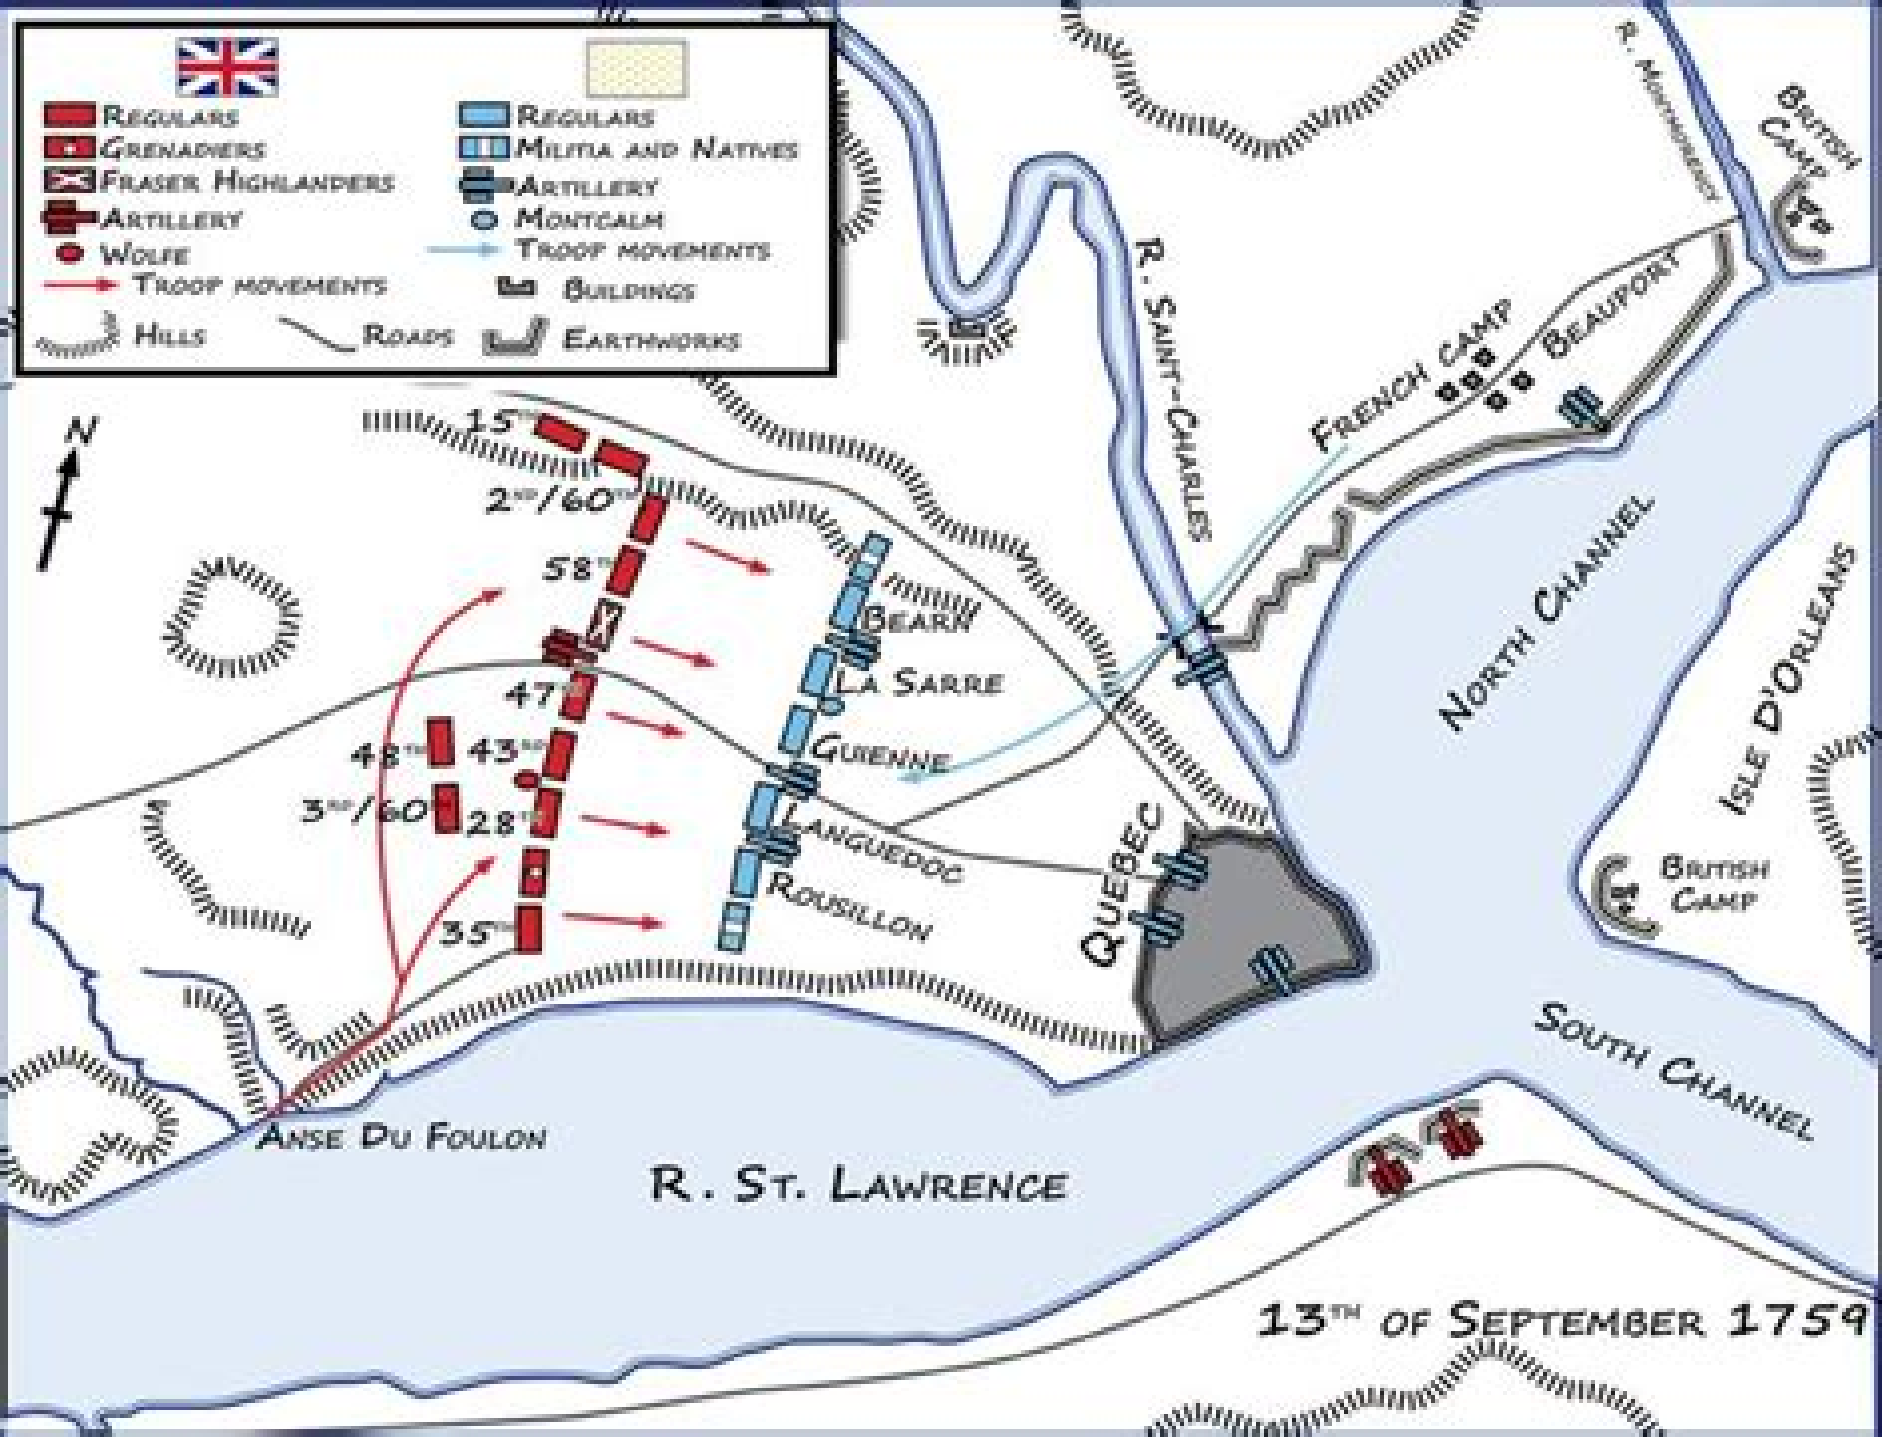 Regulars
Grenadiers
Fraser Highlanders
Artillery
Wolfe
Troop movements
Regulars
Militia and Natives
Artillery
Montcalm
Troop movements
Buildings
Hills
Roads
Earthworks
N
R. Montmorency
British
Camp
R. Saint-Charles
French Camp
Beauport
15th
2nd/60th
58th
47th
48th
43rd
3rd/60th
28th
35th
Bearn
La Sarre
Guienne
Languedoc
Rousillon
Quebec
North Channel
Isle d'Orleans
British
Camp
South Channel
Anse du Foulon
R. St. Lawrence
13th of September 1759